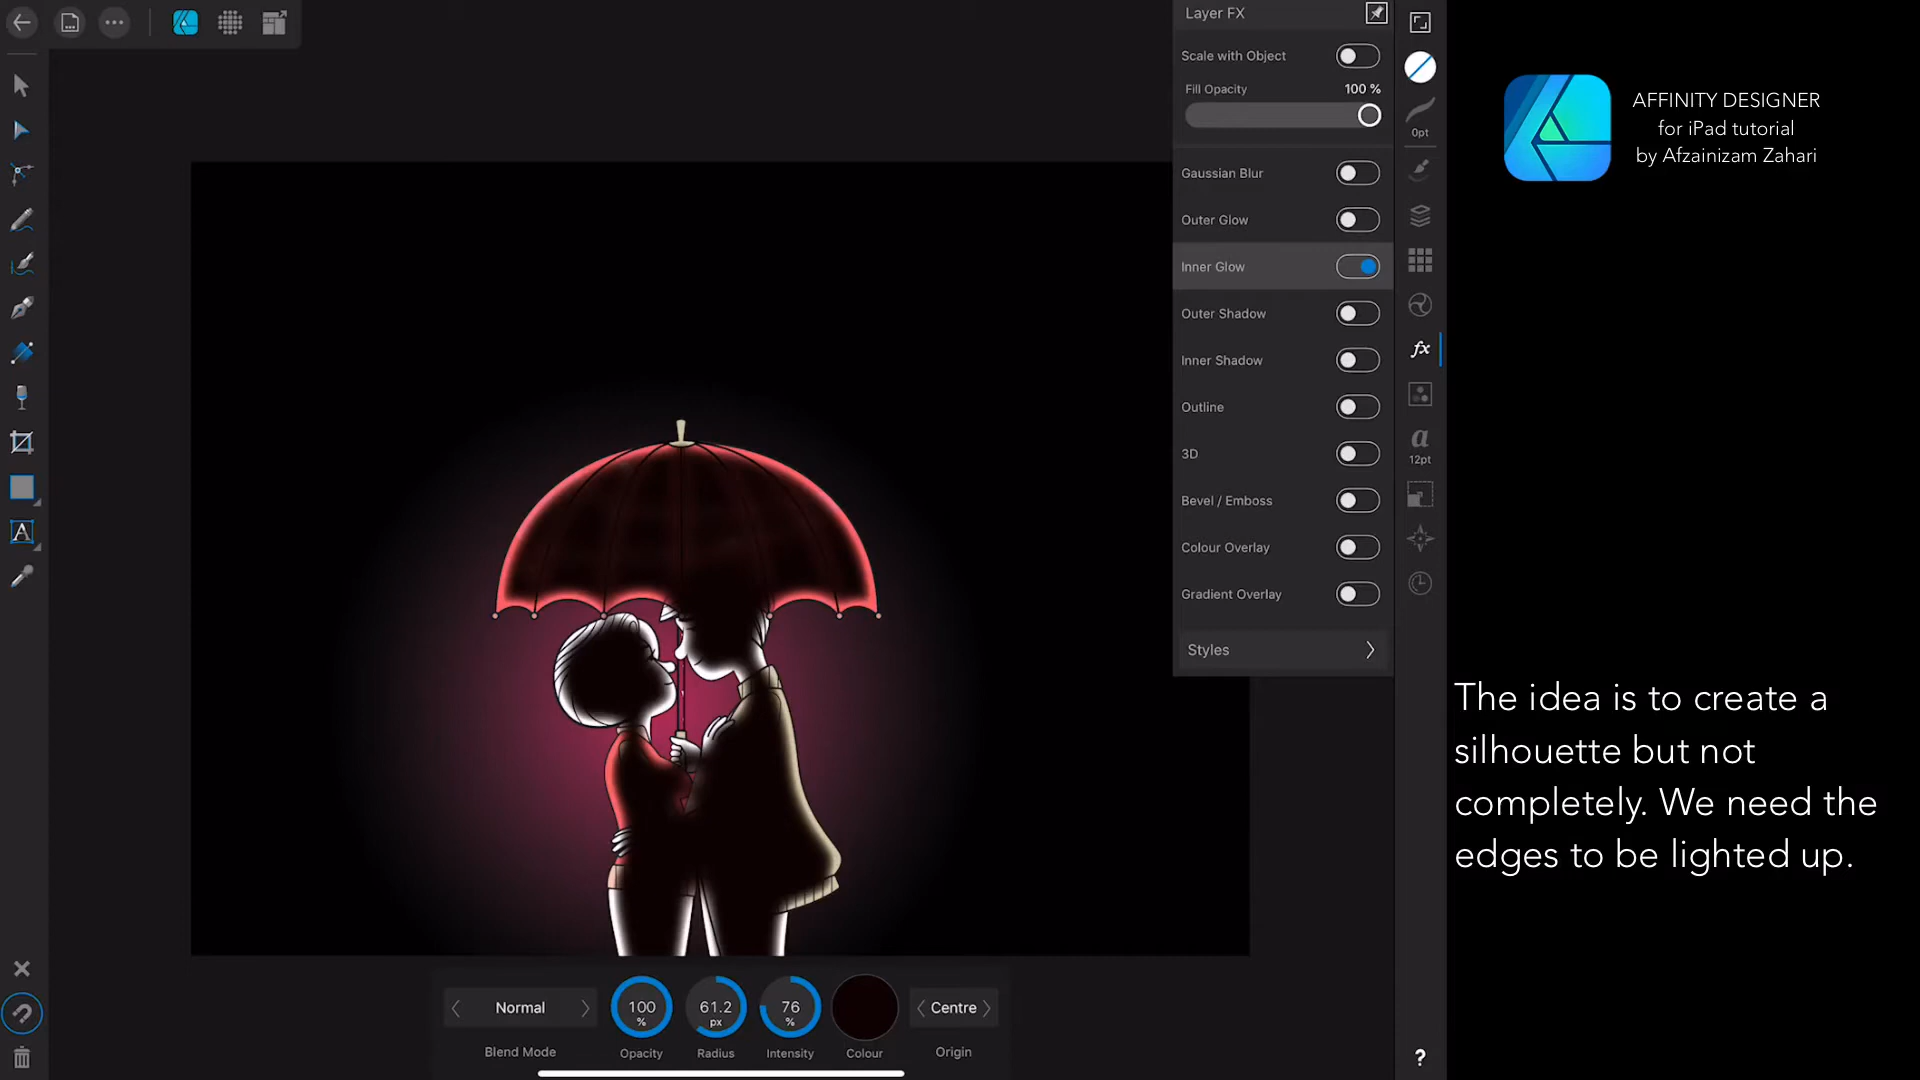 Layer FX
Scale with Object
Fill Opacity 100 %
Gaussian Blur
Outer Glow
Inner Glow
Outer Shadow
Inner Shadow
Outline
3D
Bevel / Emboss
Colour Overlay
Gradient Overlay
Styles
0pt
fx
a
12pt
A
?
Normal
100 %
61.2 px
76 %
Centre
Blend Mode
Opacity
Radius
Intensity
Colour
Origin
AFFINITY DESIGNER
for iPad tutorial
by Afzainizam Zahari
The idea is to create a
silhouette but not
completely. We need the
edges to be lighted up.